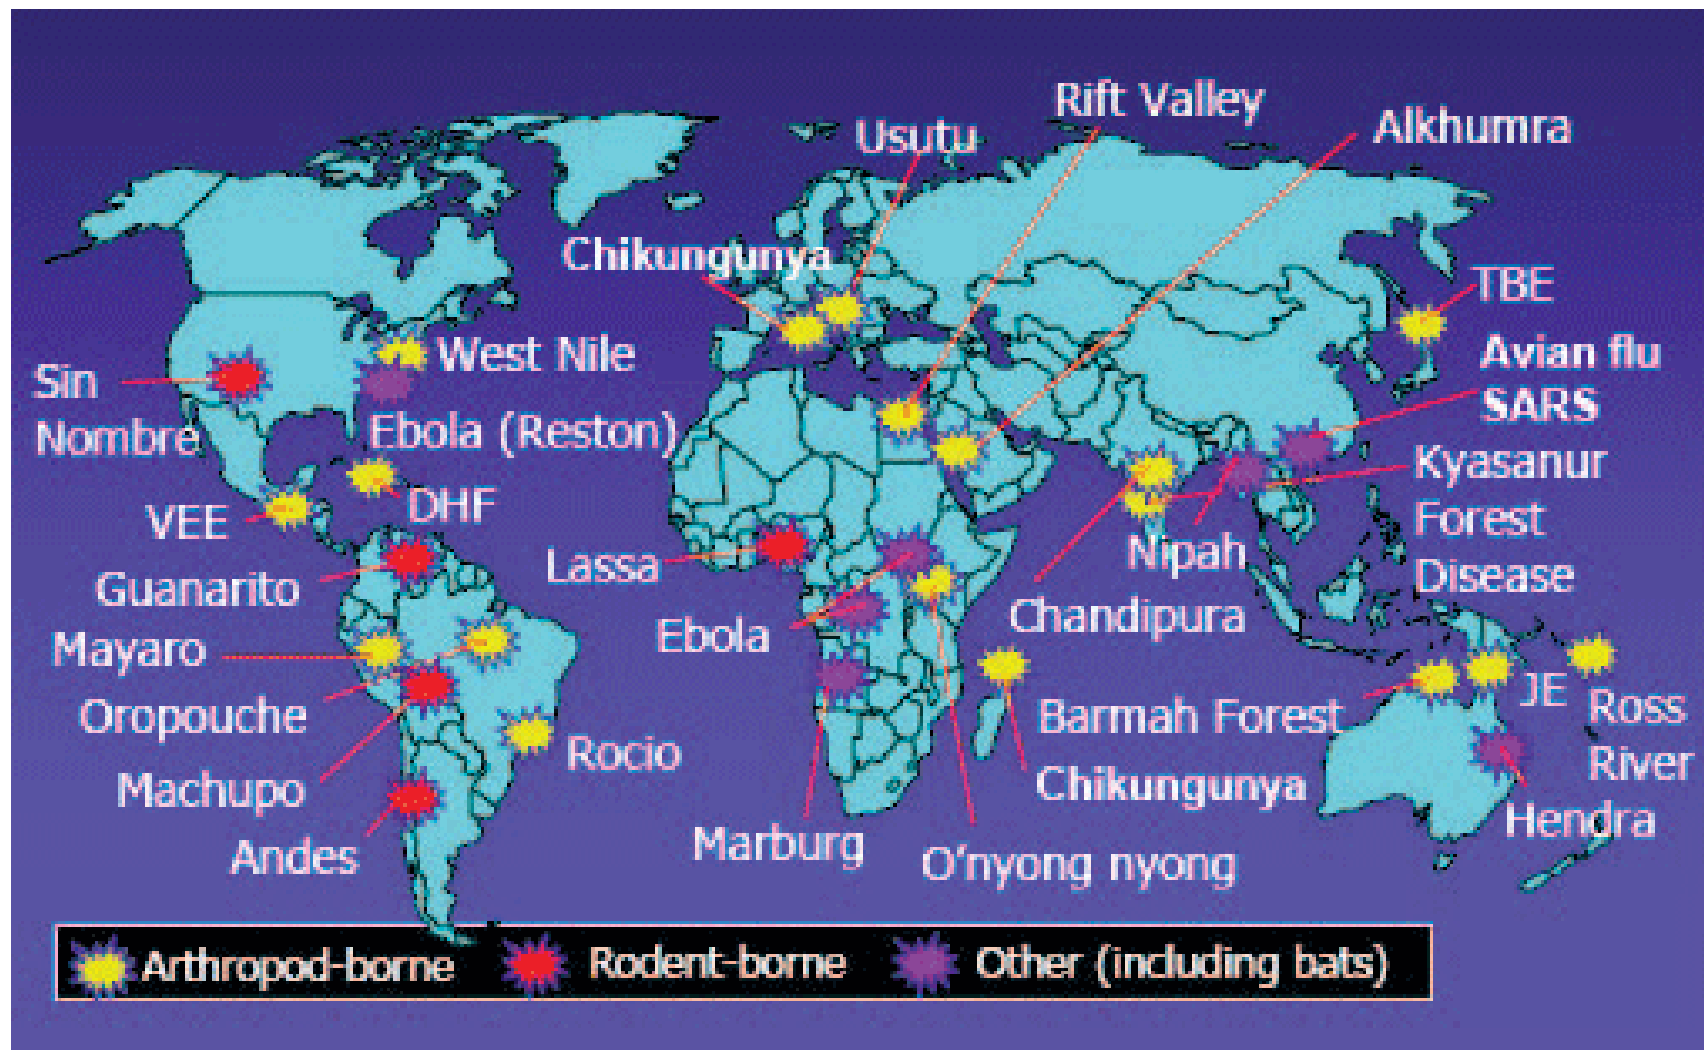 Rift Valley
Usutu
Alkhumra
Chikungunya
TBE
West Nile
Avian flu
SARS
Sin
Nombre
Ebola (Reston)
Kyasanur
Forest
Disease
VEE
DHF
Lassa
Nipah
Guanarito
Chandipura
Ebola
Mayaro
Oropouche
Barmah Forest
JE
Ross
River
Rocio
Machupo
Chikungunya
Hendra
Andes
Marburg
O'nyong nyong
Arthropod-borne
Rodent-borne
Other (including bats)